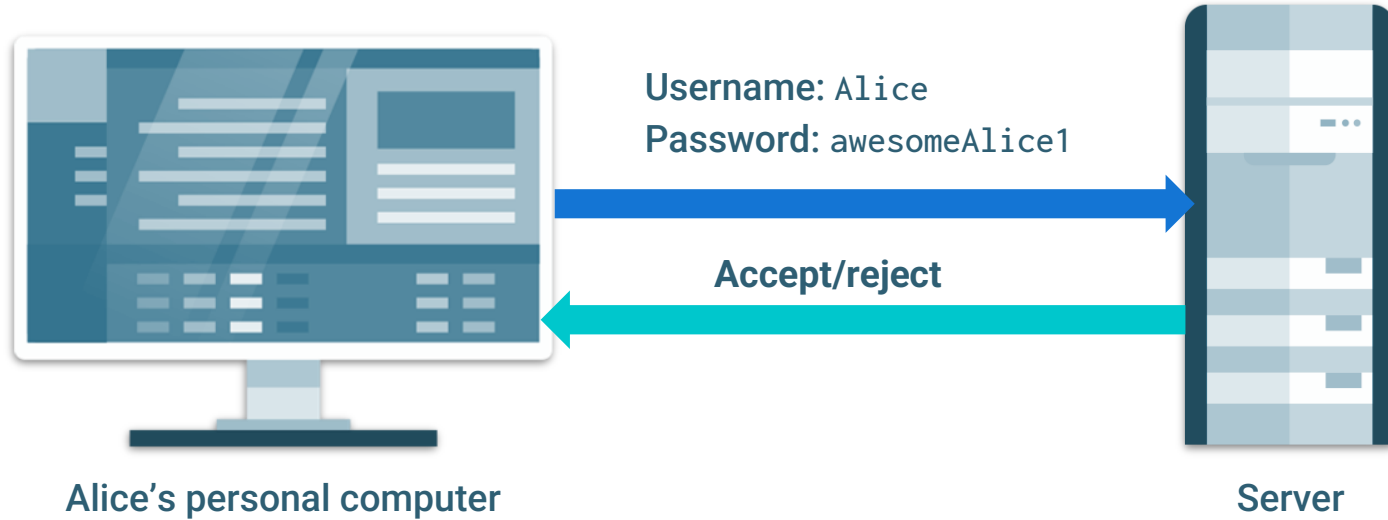 Username: Alice
Password: awesomeAlice1
Accept/reject
Alice’s personal computer
Server